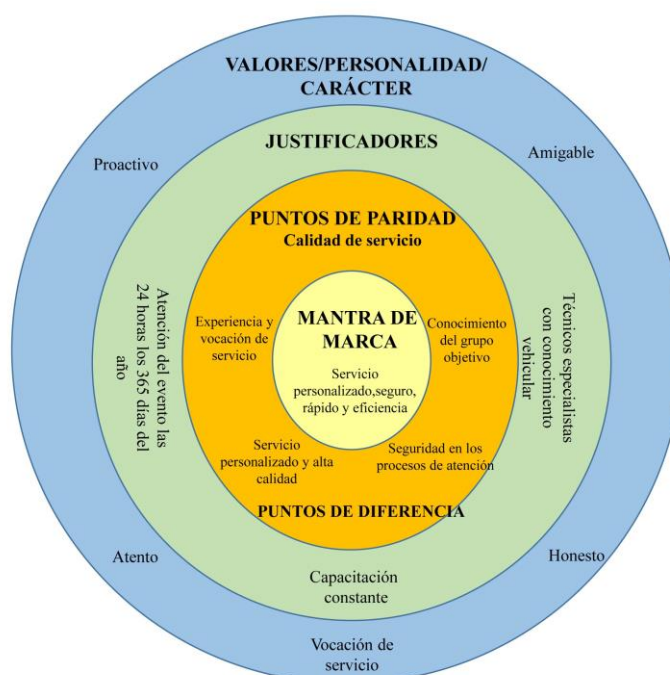 VALORES/PERSONALIDAD/
CARÁCTER
JUSTIFICADORES
Proactivo
Amigable
PUNTOS DE PARIDAD
Calidad de servicio
Atención del evento las
24 horas los 365 días del
año
Experiencia y
vocación de
servicio
MANTRA DE
MARCA
Servicio
personalizado,seguro,
rápido y eficiencia
Conocimiento
del grupo
objetivo
Técnicos especialistas
con conocimiento
vehicular
Servicio
personalizado y alta
calidad
Seguridad en los
procesos de atención
PUNTOS DE DIFERENCIA
Atento
Honesto
Capacitación
constante
Vocación de
servicio